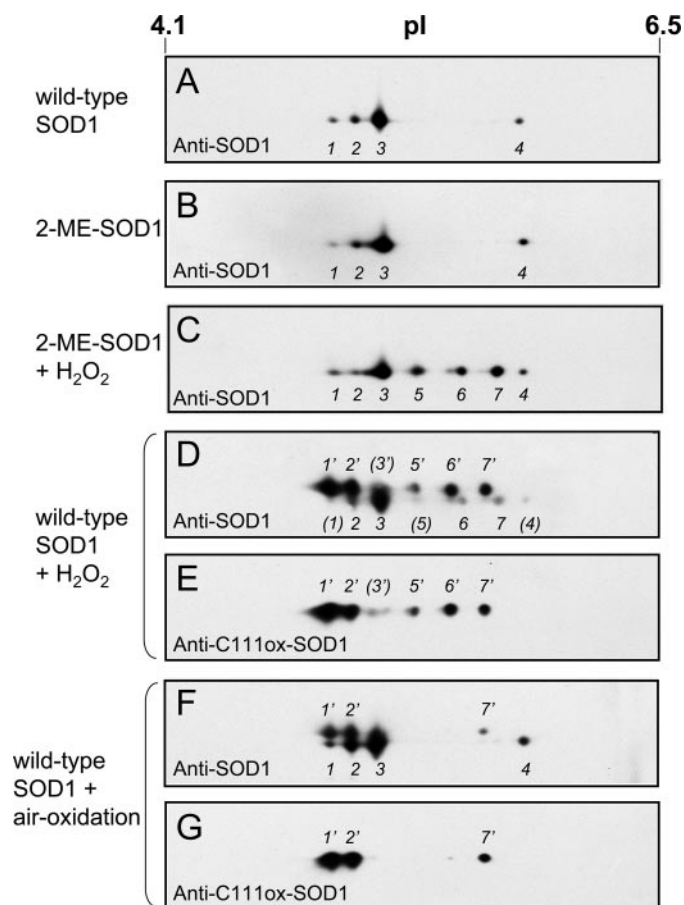 4.1 pI 6.5
A
wild-type
SOD1
Anti-SOD1 1 2 3 4
B
2-ME-SOD1
Anti-SOD1 1 2 3 4
C
2-ME-SOD1
+ H₂O₂
Anti-SOD1 1 2 3 5 6 7 4
D
1' 2' (3') 5' 6' 7'
Anti-SOD1 (1) 2 3 (5) 6 7 (4)
wild-type
SOD1
+ H₂O₂
E
1' 2' (3') 5' 6' 7'
Anti-C111ox-SOD1
F
1' 2' 7'
Anti-SOD1 1 2 3 4
wild-type
SOD1 +
air-oxidation
G
1' 2' 7'
Anti-C111ox-SOD1